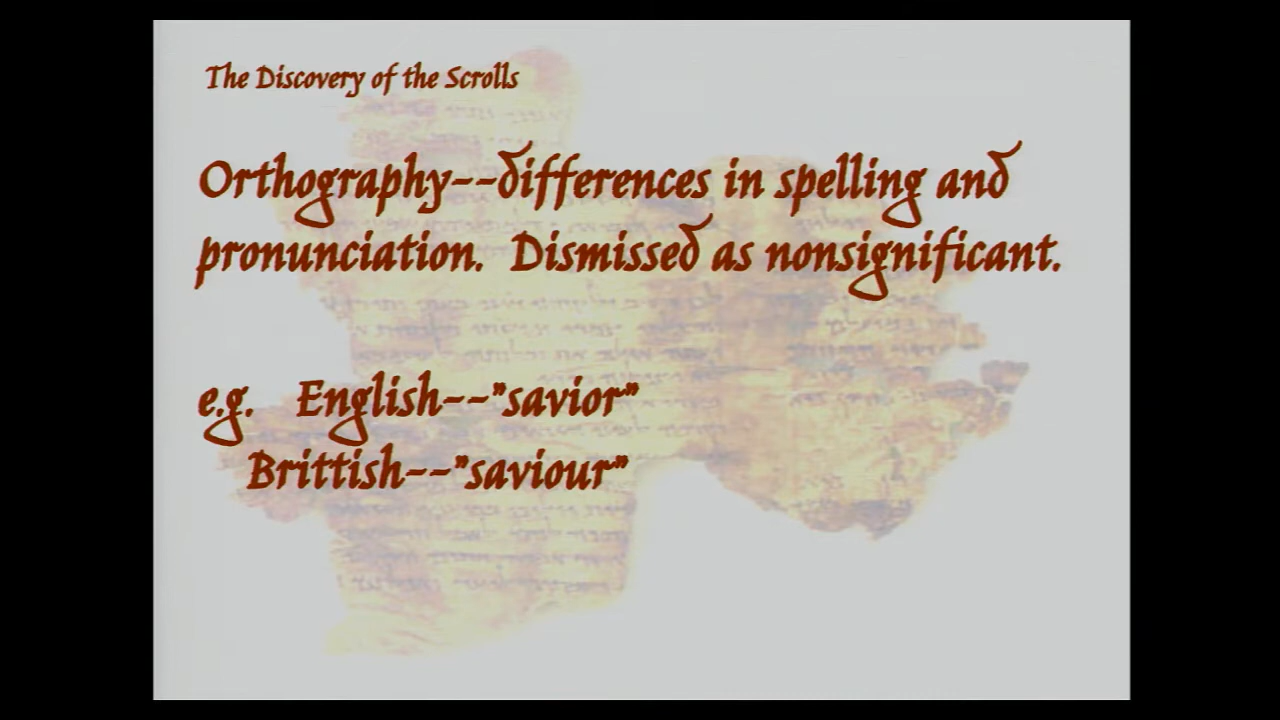 The Discovery of the Scrolls
Orthography--differences in spelling and
pronunciation. Dismissed as nonsignificant.
e.g. English--"savior"
Brittish--"saviour"